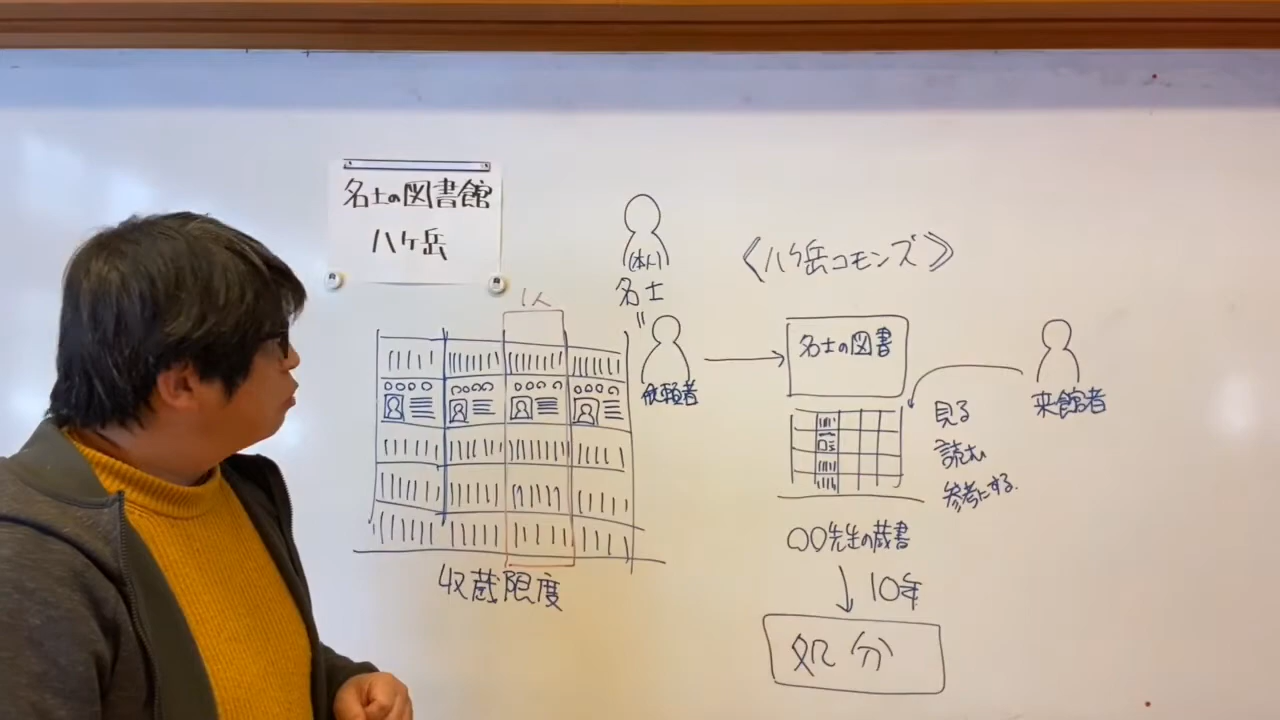 名士の図書館
八ヶ岳
(本人)
名士
〃
依頼者
1人
収蔵限度
《八ヶ岳コモンズ》
名士の図書
来館者
見る
読む
参考にする.
〇〇先生の蔵書
10年
処分